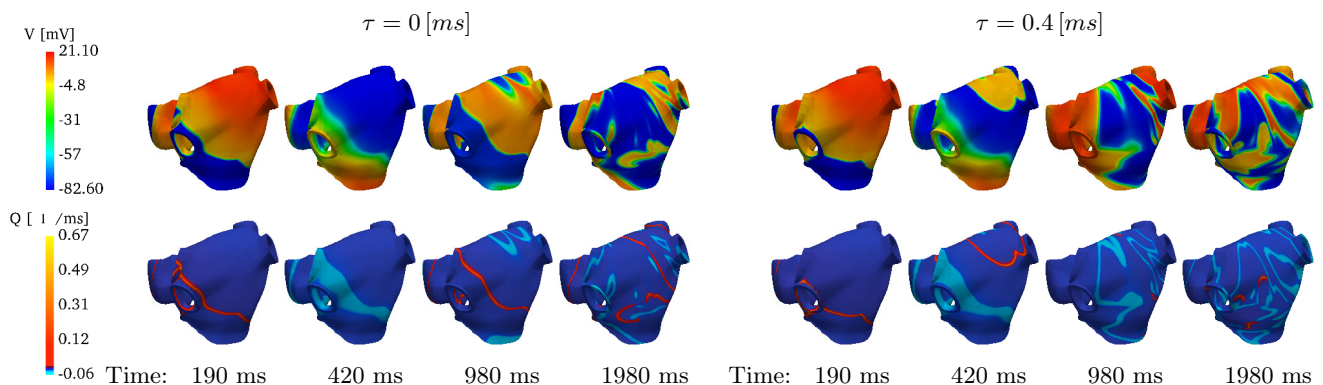 τ = 0 [ms]
τ = 0.4 [ms]
V [mV]
21.10
-4.8
-31
-57
-82.60
Q [ 1 /ms]
0.67
0.49
0.31
0.12
-0.06
Time: 190 ms 420 ms 980 ms 1980 ms
Time: 190 ms 420 ms 980 ms 1980 ms